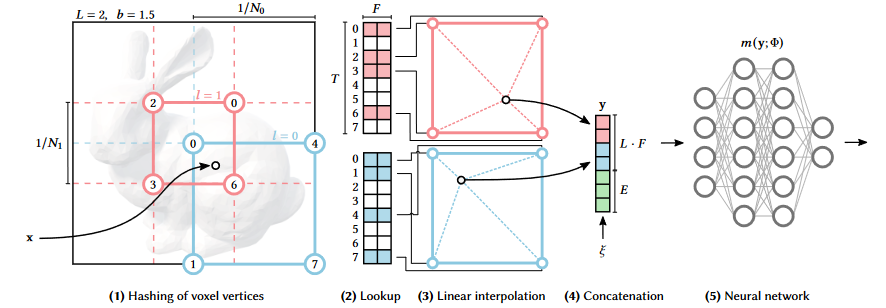 L = 2, b = 1.5
1/N₀
F
m(y;Φ)
l = 1
2
0
T
0
1
2
3
4
5
6
7
y
1/N₁
l = 0
0
4
L · F
3
6
0
1
2
3
4
5
6
7
E
x
1
7
ξ
(1) Hashing of voxel vertices
(2) Lookup
(3) Linear interpolation
(4) Concatenation
(5) Neural network